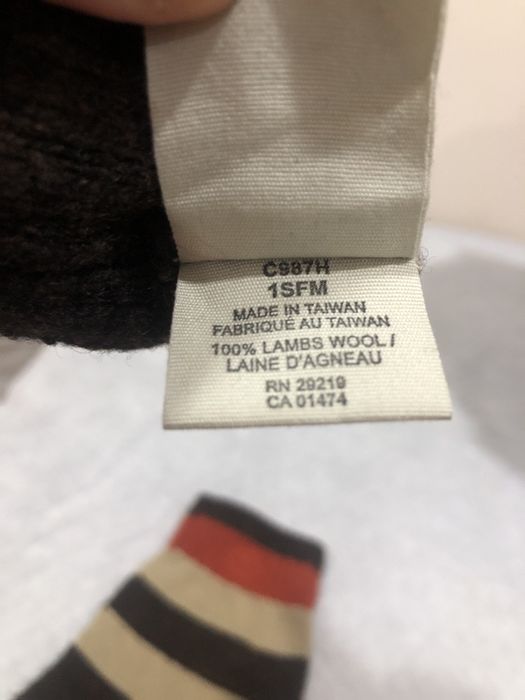 C987H
1SFM
MADE IN TAIWAN
FABRIQUÉ AU TAIWAN
100% LAMBS WOOL /
LAINE D'AGNEAU
RN 29219
CA 01474